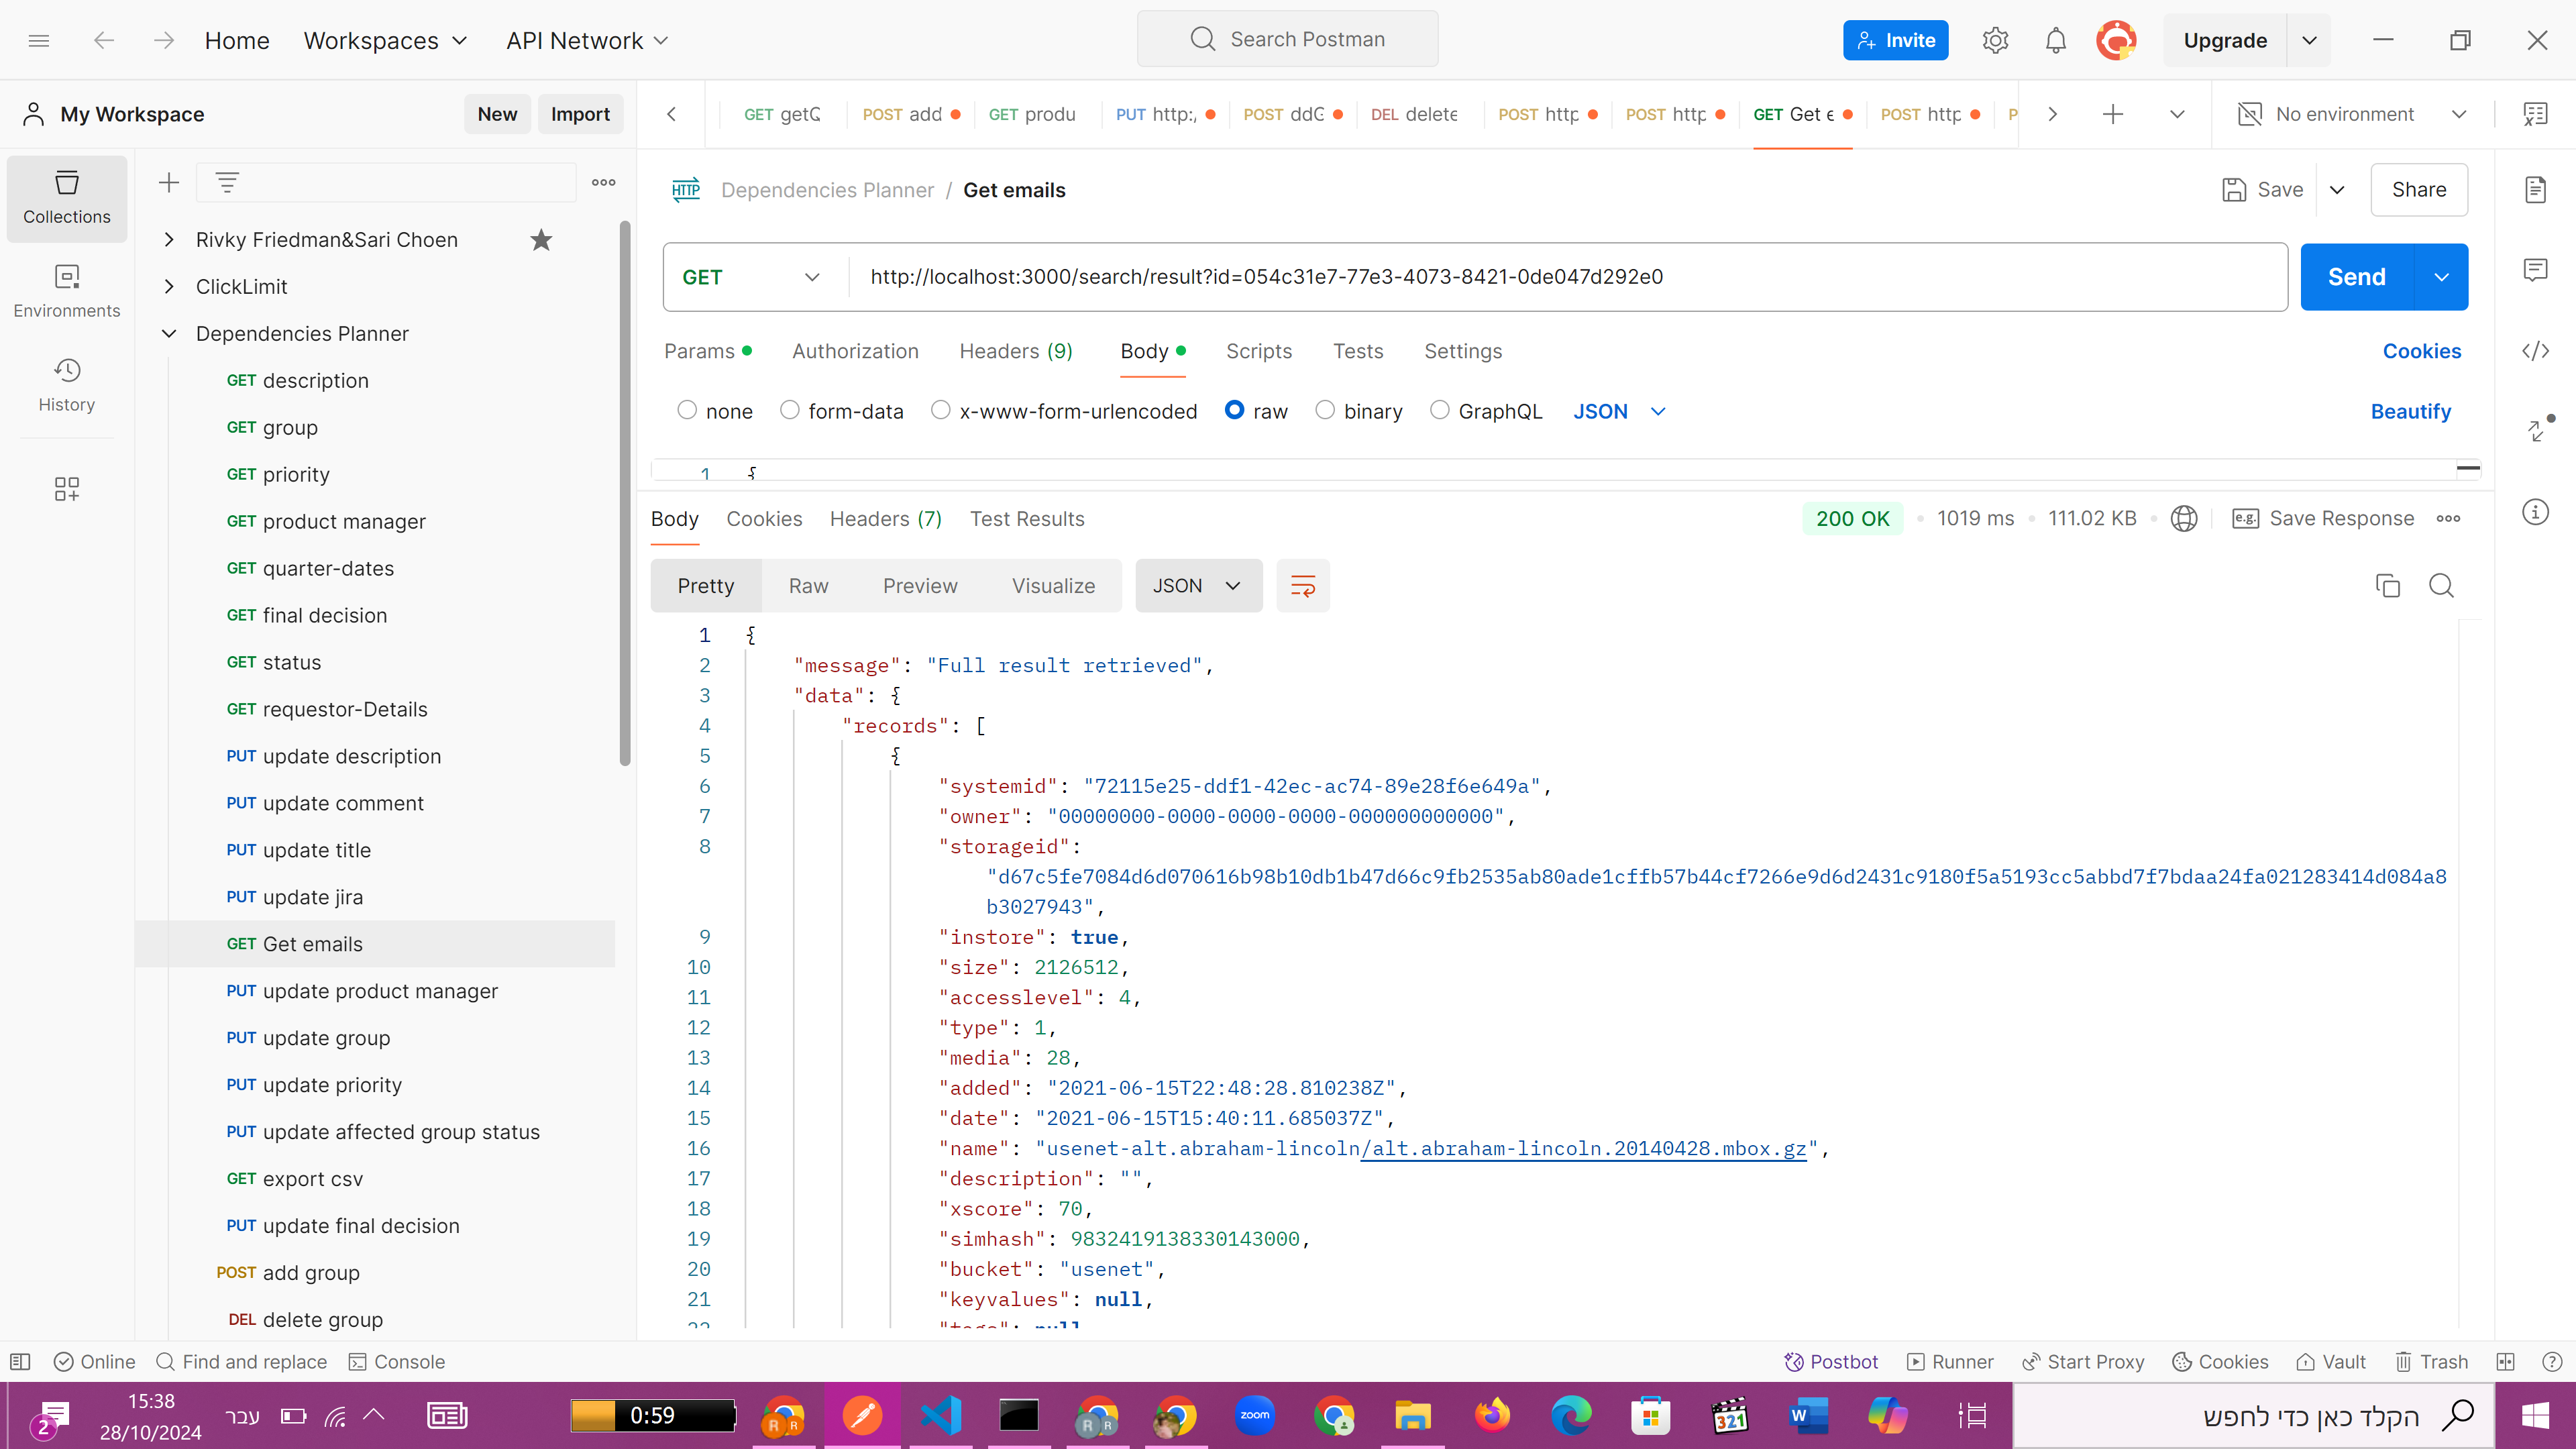 Home
Workspaces
API Network
Search Postman
Invite
Upgrade
My Workspace
New
Import
GET getQ
POST add
GET produ
PUT http:/
POST ddC
DEL delete
POST http
POST http
GET Get e
POST http
No environment
Collections
Environments
History
Rivky Friedman&Sari Choen
ClickLimit
Dependencies Planner
GET description
GET group
GET priority
GET product manager
GET quarter-dates
GET final decision
GET status
GET requestor-Details
PUT update description
PUT update comment
PUT update title
PUT update jira
GET Get emails
PUT update product manager
PUT update group
PUT update priority
PUT update affected group status
GET export csv
PUT update final decision
POST add group
DEL delete group
HTTP Dependencies Planner / Get emails
Save
Share
GET
http://localhost:3000/search/result?id=054c31e7-77e3-4073-8421-0de047d292e0
Send
Params
Authorization
Headers (9)
Body
Scripts
Tests
Settings
Cookies
none
form-data
x-www-form-urlencoded
raw
binary
GraphQL
JSON
Beautify
1 {
Body
Cookies
Headers (7)
Test Results
200 OK
1019 ms
111.02 KB
e.g. Save Response
Pretty
Raw
Preview
Visualize
JSON
1 {
2 "message": "Full result retrieved",
3 "data": {
4 "records": [
5 {
6 "systemid": "72115e25-ddf1-42ec-ac74-89e28f6e649a",
7 "owner": "00000000-0000-0000-0000-000000000000",
8 "storageid":
"d67c5fe7084d6d070616b98b10db1b47d66c9fb2535ab80ade1cffb57b44cf7266e9d6d2431c9180f5a5193cc5abbd7f7bdaa24fa021283414d084a8
b3027943",
9 "instore": true,
10 "size": 2126512,
11 "accesslevel": 4,
12 "type": 1,
13 "media": 28,
14 "added": "2021-06-15T22:48:28.810238Z",
15 "date": "2021-06-15T15:40:11.685037Z",
16 "name": "usenet-alt.abraham-lincoln/alt.abraham-lincoln.20140428.mbox.gz",
17 "description": "",
18 "xscore": 70,
19 "simhash": 9832419138330143000,
20 "bucket": "usenet",
21 "keyvalues": null,
Online
Find and replace
Console
Postbot
Runner
Start Proxy
Cookies
Vault
Trash
2
15:38
28/10/2024
עבר
0:59
R R
R R
zoom
321
W
הקלד כאן כדי לחפש